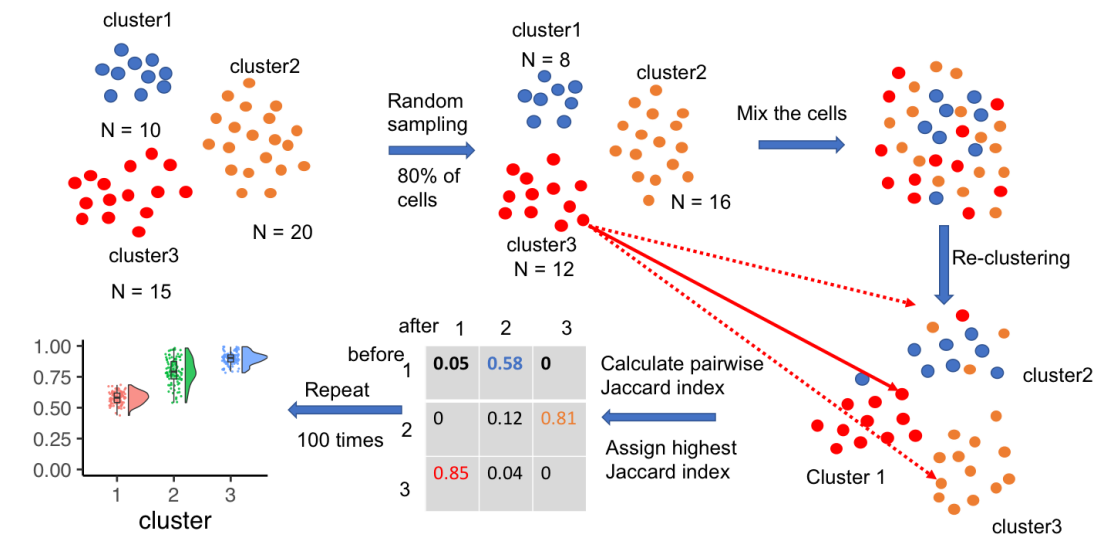 cluster1
N = 10
cluster2
N = 20
cluster3
N = 15
Random
sampling
80% of
cells
cluster1
N = 8
cluster2
N = 16
cluster3
N = 12
Mix the cells
Re-clustering
cluster2
Cluster 1
cluster3
Calculate pairwise
Jaccard index
Assign highest
Jaccard index
after 1 2 3
before
1 0.05 0.58 0
2 0 0.12 0.81
3 0.85 0.04 0
Repeat
100 times
1.00
0.75
0.50
0.25
0.00
1 2 3
cluster